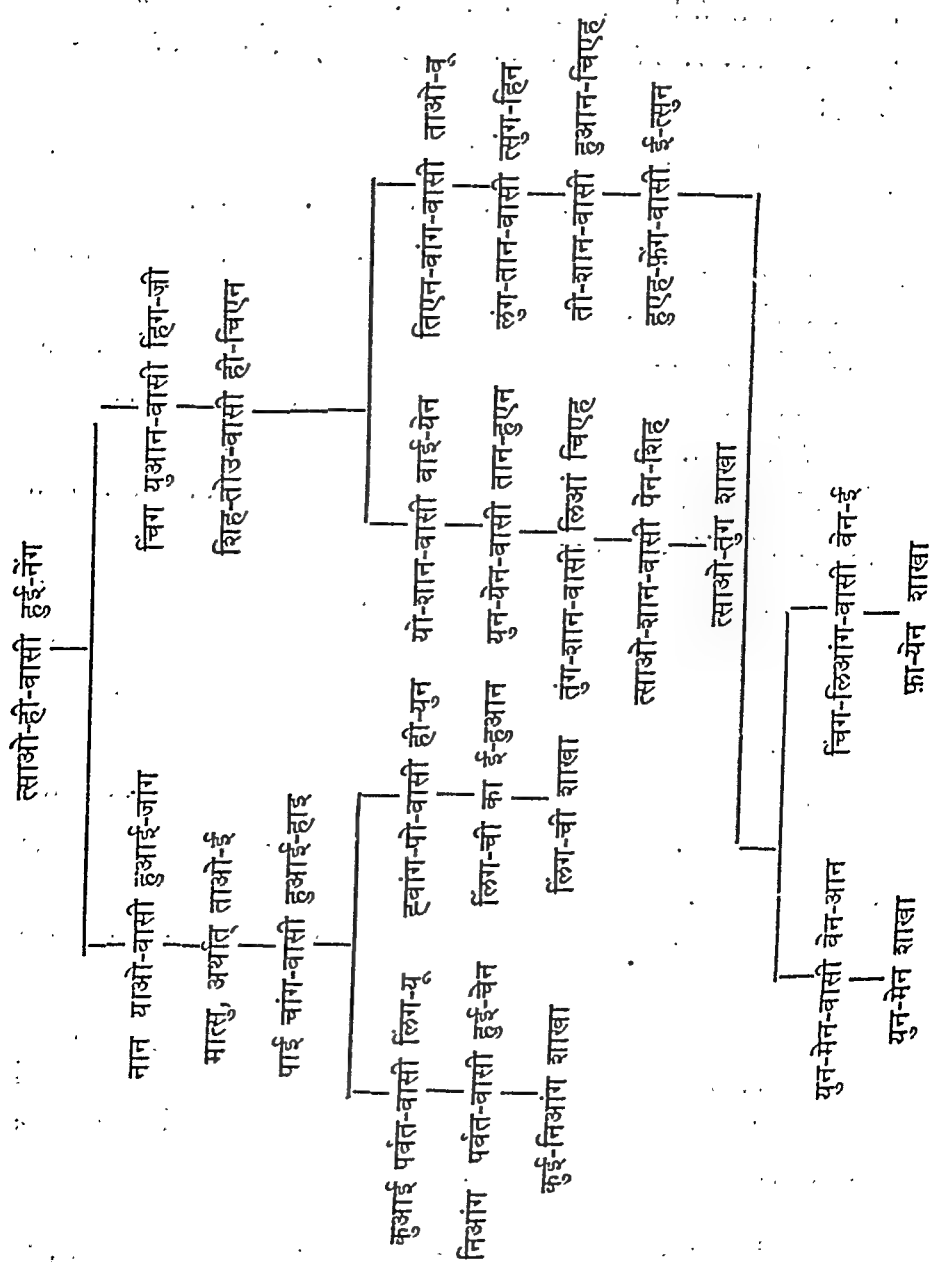 त्साओ-ही-वासी हुई-नेंग
नान याओ-वासी हुआई-जांग
चिंग युआन-वासी हिंग-जी
मात्सु, अर्थात् ताओ-ई
शिह-तोउ-वासी ही-चिएन
पाई चांग-वासी हुआई-हाइ
कुआई पर्वत-वासी लिंग-यू
ह्वांग-पो-वासी ही-युन
यो-शान-वासी वाई-येन
तिएन-वांग-वासी ताओ-वू
निआंग पर्वत-वासी हुई-चेन
लिंग-ची का ई-हुआन
युन-येन-वासी तान-हुएन
लुंग-तान-वासी त्सुंग-हिन
कुई-निआंग शाखा
लिंग-ची शाखा
तुंग-शान-वासी लिआं चिएह
ती-शान-वासी हुआन-चिएह
त्साओ-शान-वासी पेन-शिह
हुएह-फ़ेंग-वासी ई-त्सुन
त्साओ-तुंग शाखा
युन-मेन-वासी वेन-आन
चिंग-लिआंग-वासी वेन-ई
युन-मेन शाखा
फ़ा-येन शाखा